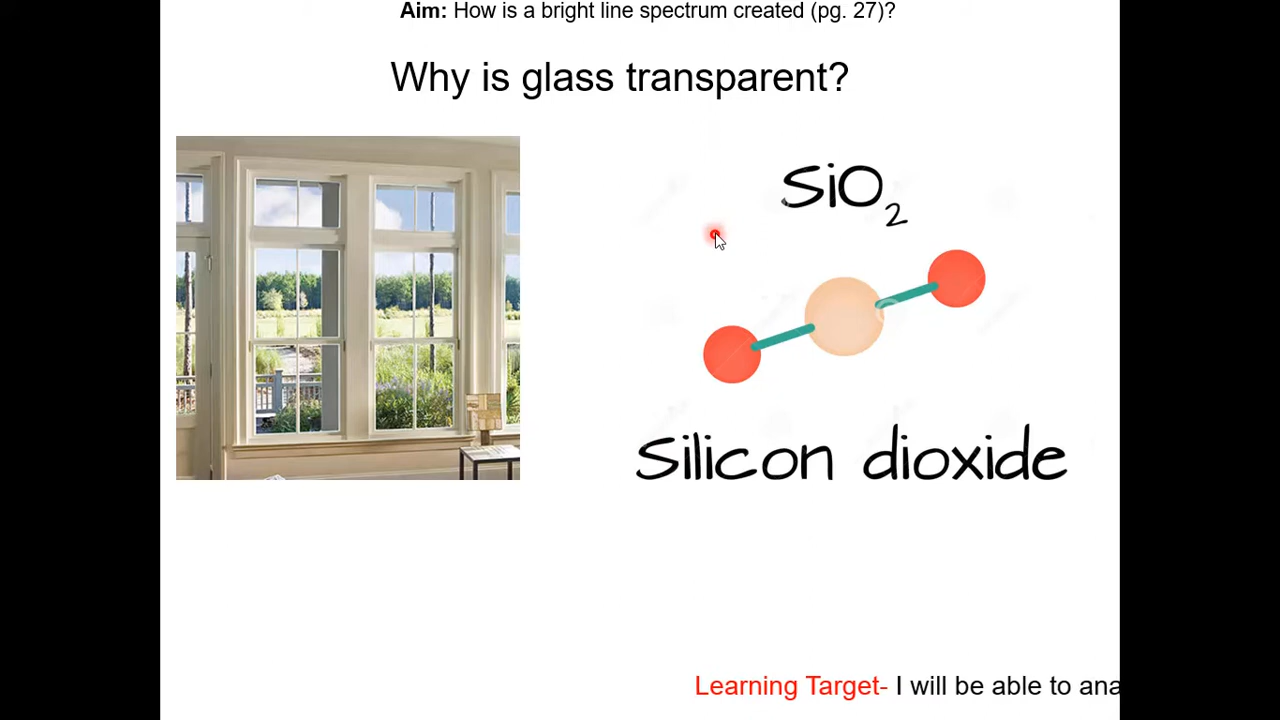 Aim: How is a bright line spectrum created (pg. 27)?
Why is glass transparent?
SiO₂
Silicon dioxide
Learning Target- I will be able to ana